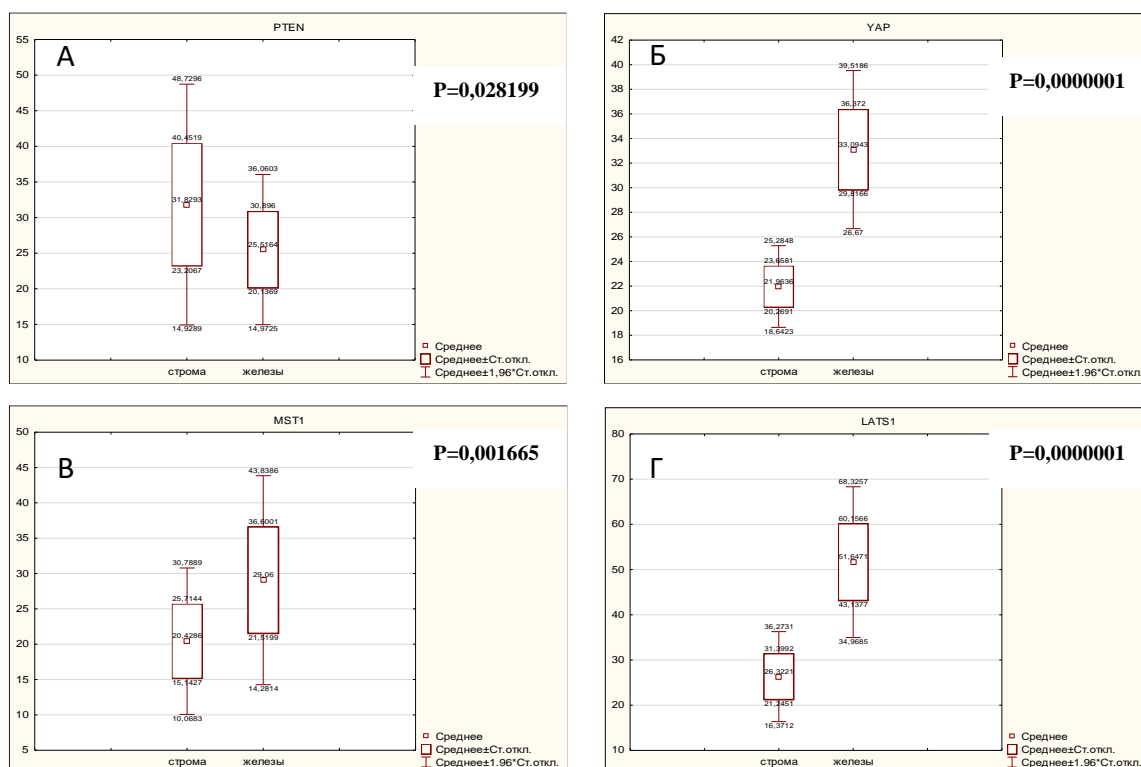 PTEN
А
P=0,028199
55
50
45
40
35
30
25
20
15
10
48,7296
40,4519
31,8293
23,2067
14,9289
36,0603
30,896
25,5164
20,1369
14,9725
строма железы
Среднее
Среднее±Ст.откл.
Среднее±1,96*Ст.откл.
YAP
Б
P=0,0000001
42
40
38
36
34
32
30
28
26
24
22
20
18
16
25,2848
23,6581
21,9636
20,2691
18,6423
39,5186
36,372
33,0943
29,8166
26,67
строма железы
Среднее
Среднее±Ст.откл.
Среднее±1.96*Ст.откл.
MST1
В
P=0,001665
50
45
40
35
30
25
20
15
10
5
30,7889
25,7144
20,4286
15,1427
10,0683
43,8386
36,6001
29,06
21,5199
14,2814
строма железы
Среднее
Среднее±Ст.откл.
Среднее±1.96*Ст.откл.
LATS1
Г
P=0,0000001
80
70
60
50
40
30
20
10
36,2731
31,3992
26,3221
21,2451
16,3712
68,3257
60,1566
51,6471
43,1377
34,9685
строма железы
Среднее
Среднее±Ст.откл.
Среднее±1.96*Ст.откл.